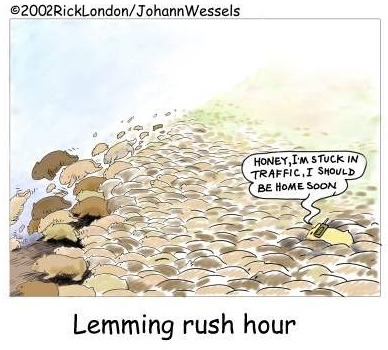 ©2002RickLondon/JohannWessels
HONEY, I'M STUCK IN
TRAFFIC, I SHOULD
BE HOME SOON
Lemming rush hour